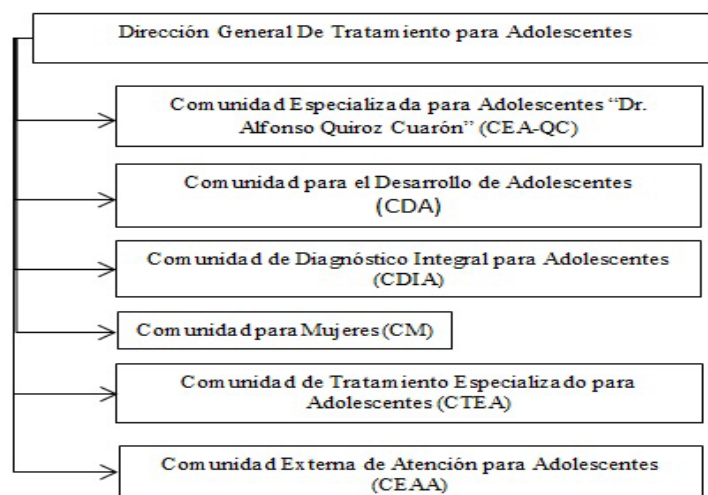 Dirección General De Tratamiento para Adolescentes
Comunidad Especializada para Adolescentes “Dr.
Alfonso Quiroz Cuarón” (CEA-QC)
Comunidad para el Desarrollo de Adolescentes
(CDA)
Comunidad de Diagnóstico Integral para Adolescentes
(CDIA)
Comunidad para Mujeres (CM)
Comunidad de Tratamiento Especializado para
Adolescentes (CTEA)
Comunidad Externa de Atención para Adolescentes
(CEAA)